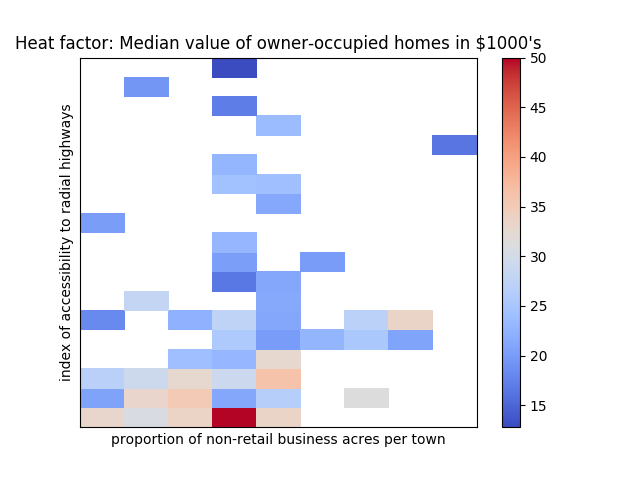 Heat factor: Median value of owner-occupied homes in $1000's
index of accessibility to radial highways
proportion of non-retail business acres per town
50
45
40
35
30
25
20
15